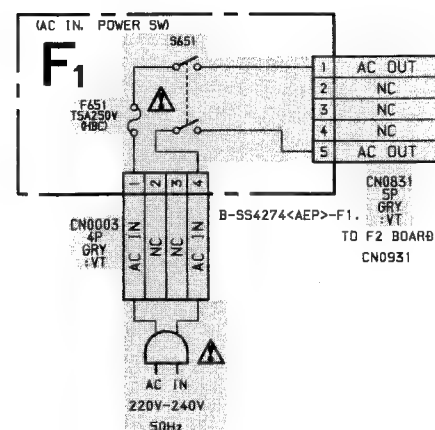 (AC IN, POWER SW)
F1
S651
F651
T5A250V
(HBC)
1 AC OUT
2 NC
3 NC
4 NC
5 AC OUT
CN0831
5P
GRY
:VT
TO F2 BOARD
CN0931
B-SS4274<AEP>-F1.
1 2 3 4
AC IN
NC
NC
AC IN
CN0003
4P
GRY
:VT
AC IN
220V-240V
50Hz